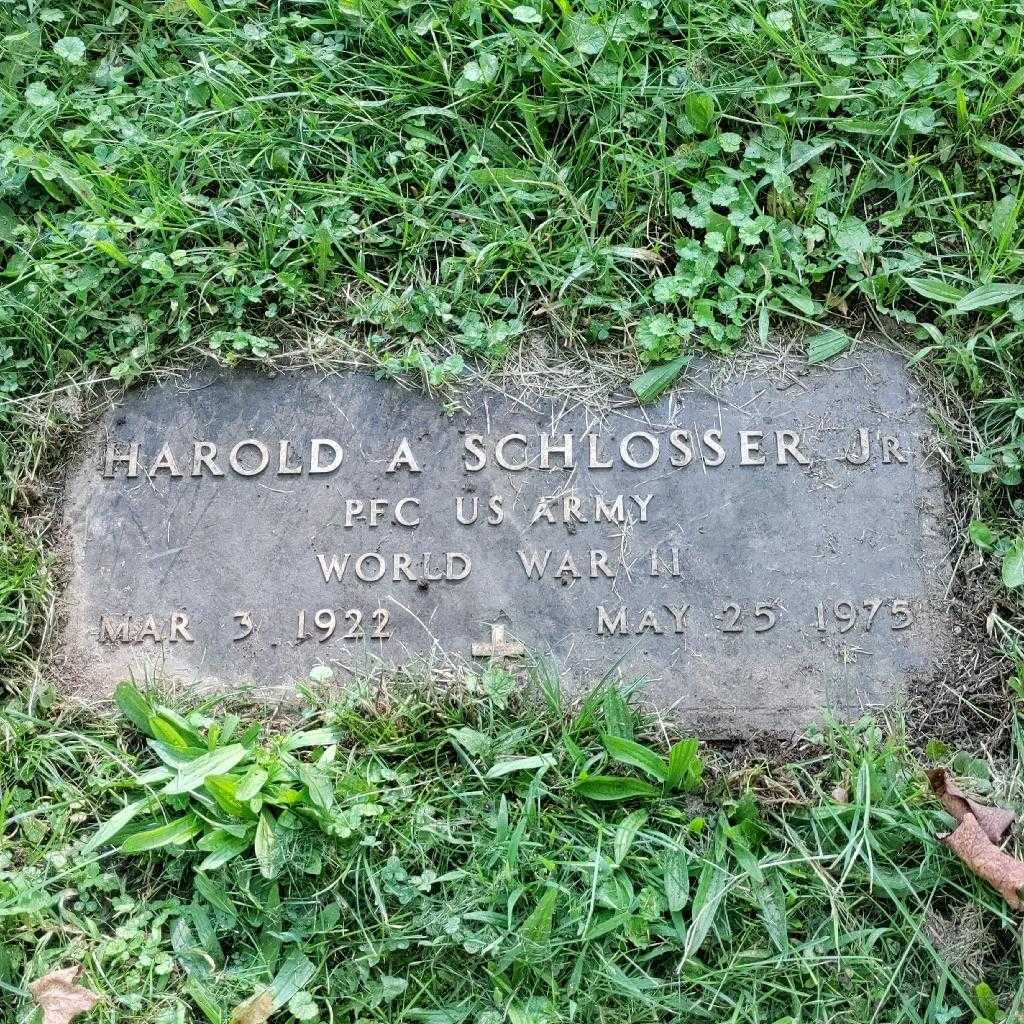 HAROLD A SCHLOSSER JR
PFC US ARMY
WORLD WAR II
MAR 3 1922 MAY 25 1975